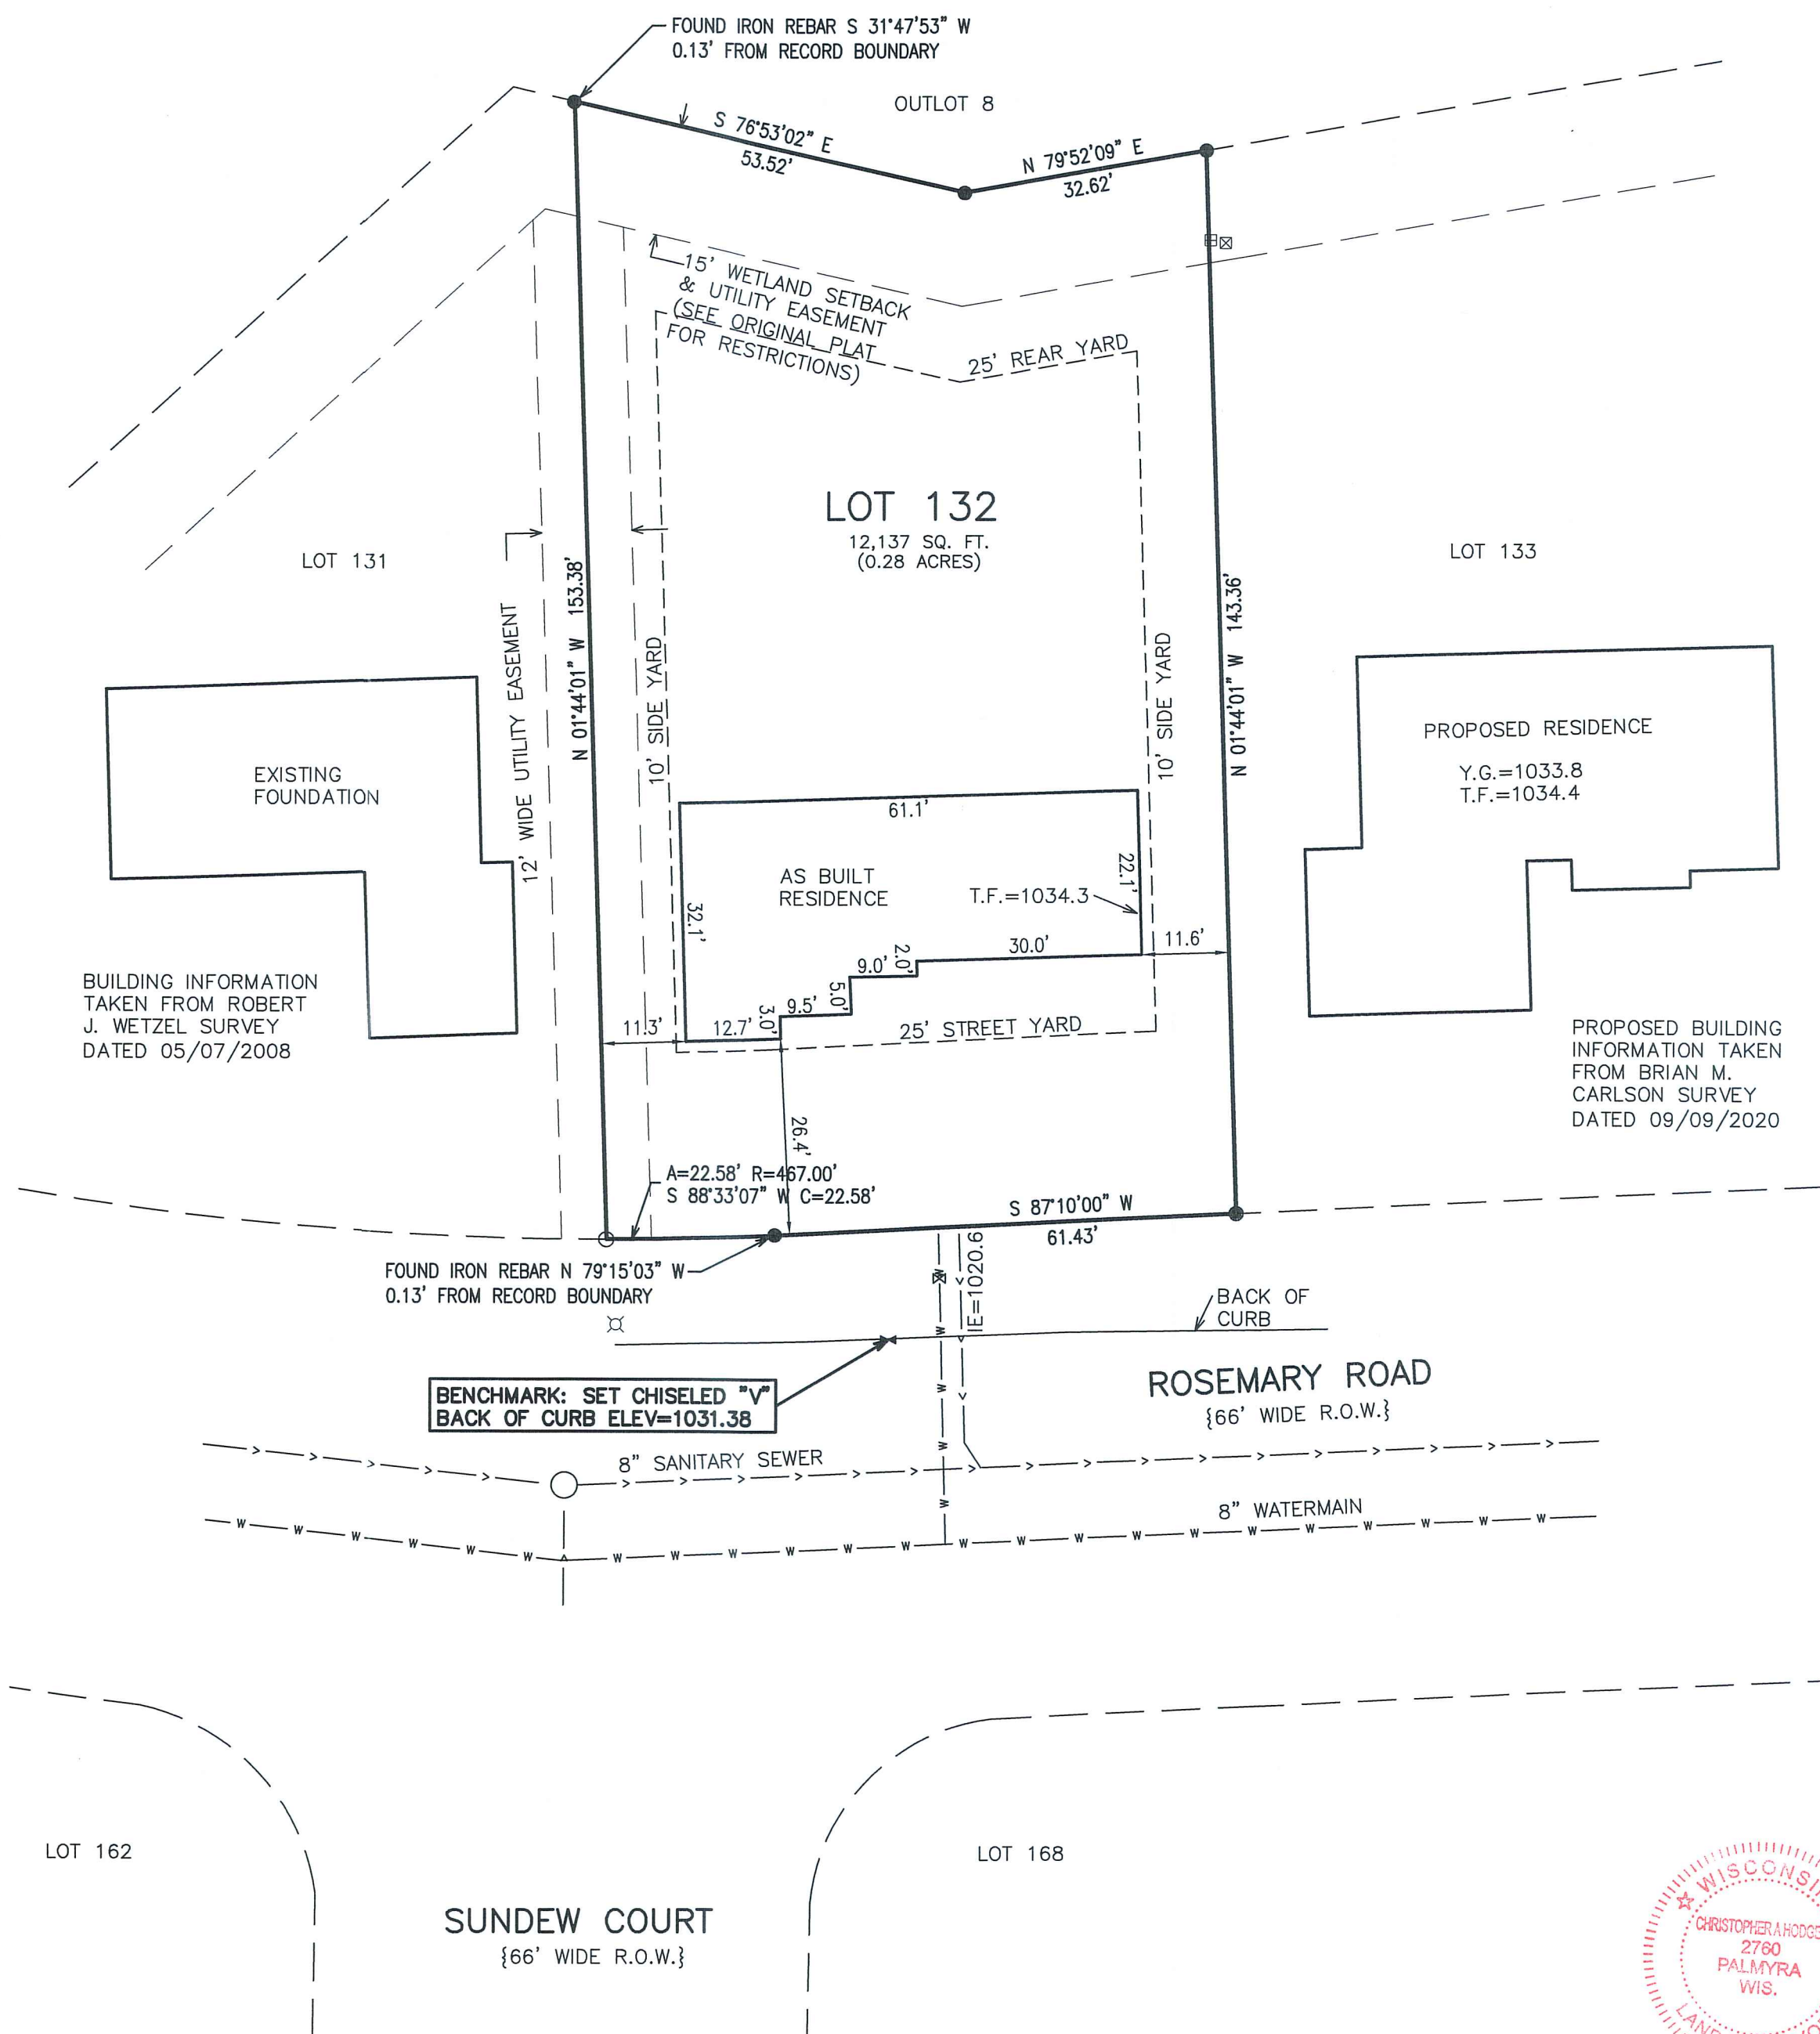 FOUND IRON REBAR S 31°47'53" W
0.13' FROM RECORD BOUNDARY
OUTLOT 8
S 76°53'02" E
53.52'
N 79°52'09" E
32.62'
15' WETLAND SETBACK
& UTILITY EASEMENT
(SEE ORIGINAL PLAT
FOR RESTRICTIONS)
25' REAR YARD
LOT 132
12,137 SQ. FT.
(0.28 ACRES)
LOT 131
LOT 133
12' WIDE UTILITY EASEMENT
N 01°44'01" W 153.38'
10' SIDE YARD
10' SIDE YARD
N 01°44'01" W 143.36'
EXISTING
FOUNDATION
PROPOSED RESIDENCE
Y.G.=1033.8
T.F.=1034.4
61.1'
AS BUILT
RESIDENCE
T.F.=1034.3
22.1'
32.1'
30.0'
11.6'
2.0'
9.0'
5.0'
9.5'
3.0'
12.7'
11.3'
25' STREET YARD
BUILDING INFORMATION
TAKEN FROM ROBERT
J. WETZEL SURVEY
DATED 05/07/2008
PROPOSED BUILDING
INFORMATION TAKEN
FROM BRIAN M.
CARLSON SURVEY
DATED 09/09/2020
26.4'
A=22.58' R=467.00'
S 88°33'07" W C=22.58'
S 87°10'00" W
61.43'
FOUND IRON REBAR N 79°15'03" W
0.13' FROM RECORD BOUNDARY
IE=1020.6
BACK OF
CURB
BENCHMARK: SET CHISELED "V"
BACK OF CURB ELEV=1031.38
ROSEMARY ROAD
{66' WIDE R.O.W.}
8" SANITARY SEWER
8" WATERMAIN
LOT 162
LOT 168
SUNDEW COURT
{66' WIDE R.O.W.}
WISCONSI
CHRISTOPHER A HODGS
2760
PALMYRA
WIS.
LAND